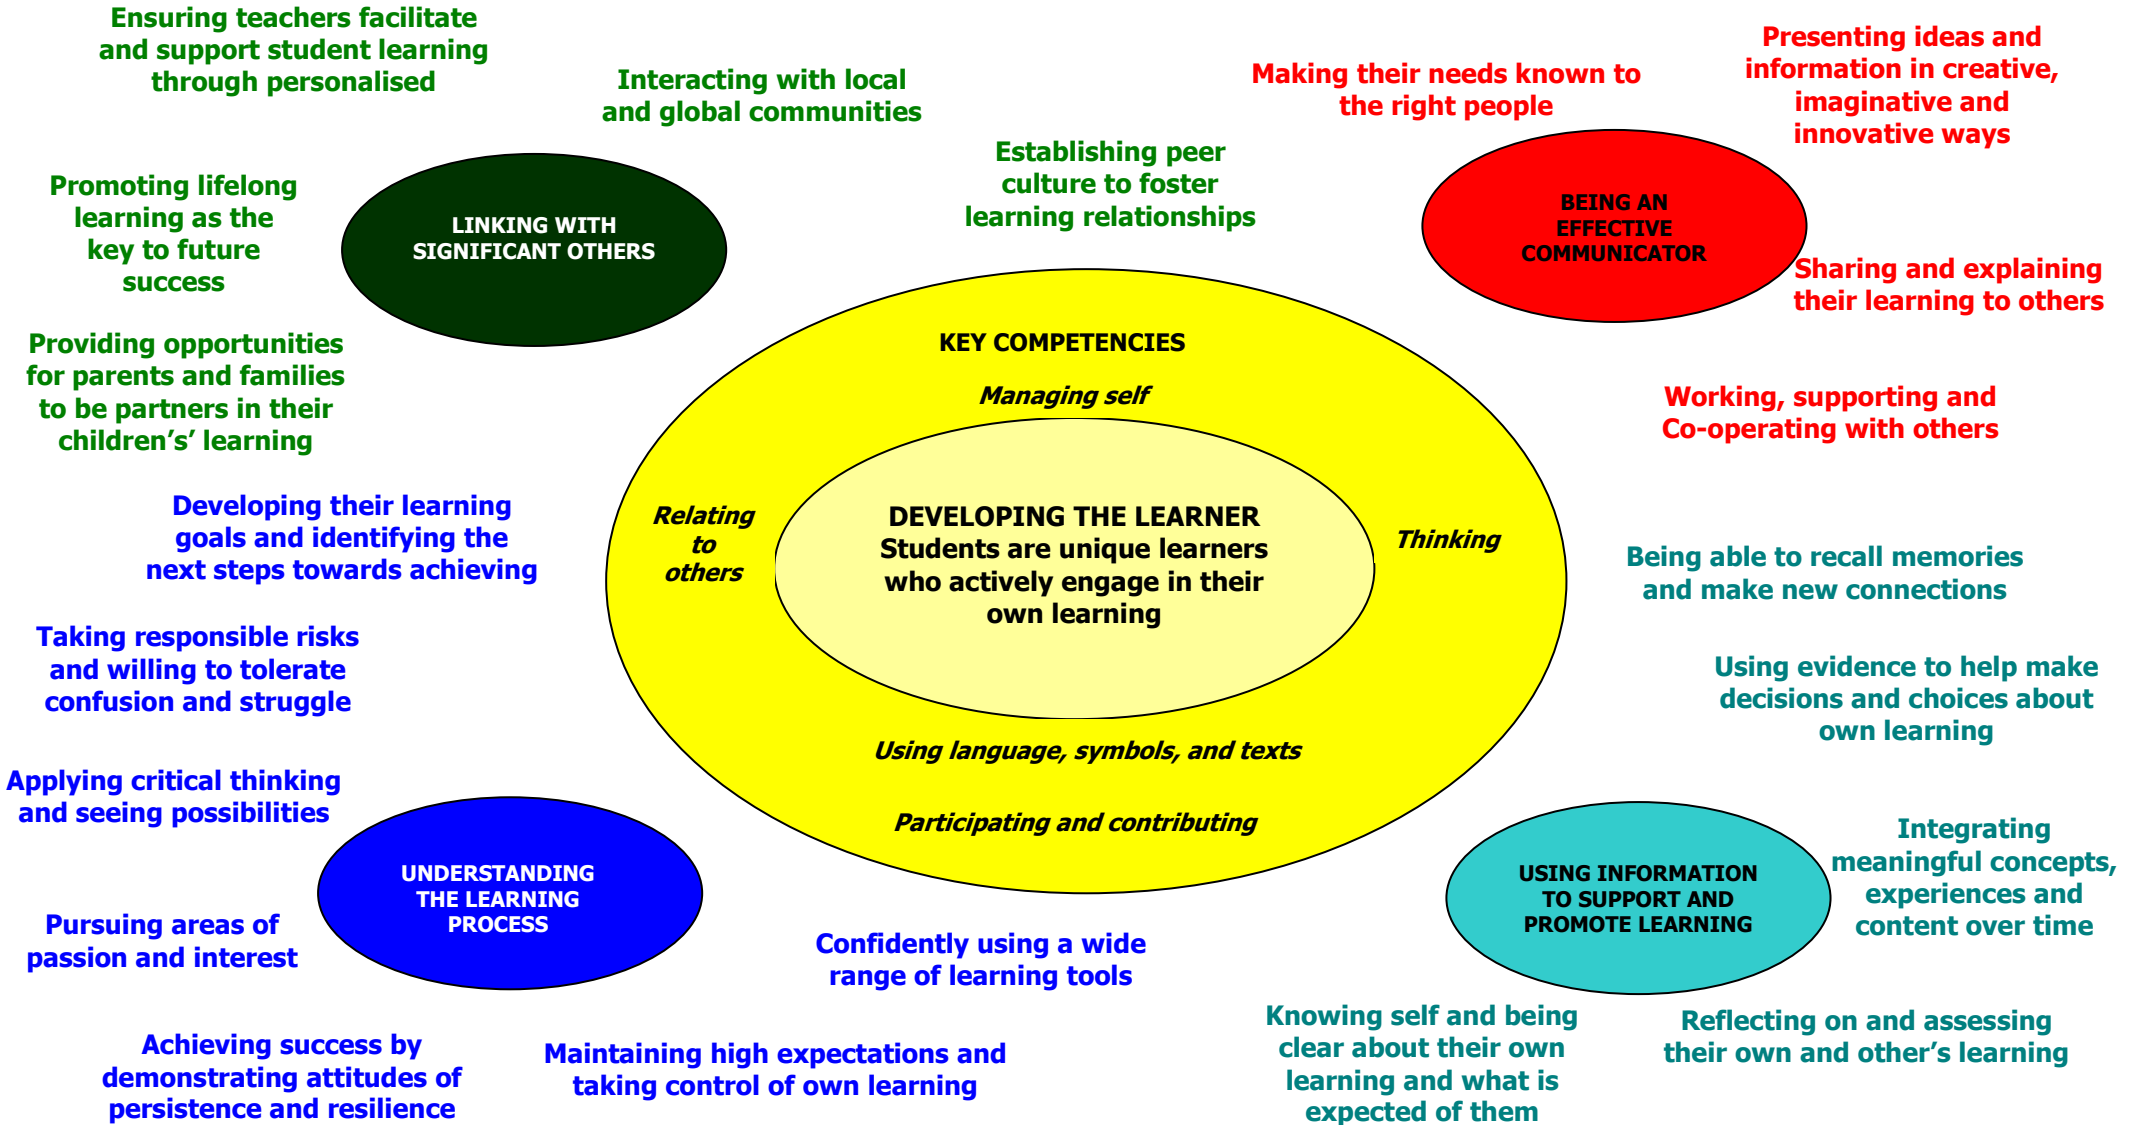 Ensuring teachers facilitate
and support student learning
through personalised
Interacting with local
and global communities
Establishing peer
culture to foster
learning relationships
Promoting lifelong
learning as the
key to future
success
LINKING WITH
SIGNIFICANT OTHERS
Providing opportunities
for parents and families
to be partners in their
children’s’ learning
Making their needs known to
the right people
Presenting ideas and
information in creative,
imaginative and
innovative ways
BEING AN
EFFECTIVE
COMMUNICATOR
Sharing and explaining
their learning to others
Working, supporting and
Co-operating with others
KEY COMPETENCIES
Managing self
Relating
to
others
DEVELOPING THE LEARNER
Students are unique learners
who actively engage in their
own learning
Thinking
Using language, symbols, and texts
Participating and contributing
Developing their learning
goals and identifying the
next steps towards achieving
Taking responsible risks
and willing to tolerate
confusion and struggle
Applying critical thinking
and seeing possibilities
UNDERSTANDING
THE LEARNING
PROCESS
Pursuing areas of
passion and interest
Confidently using a wide
range of learning tools
Achieving success by
demonstrating attitudes of
persistence and resilience
Maintaining high expectations and
taking control of own learning
Being able to recall memories
and make new connections
Using evidence to help make
decisions and choices about
own learning
USING INFORMATION
TO SUPPORT AND
PROMOTE LEARNING
Integrating
meaningful concepts,
experiences and
content over time
Knowing self and being
clear about their own
learning and what is
expected of them
Reflecting on and assessing
their own and other’s learning